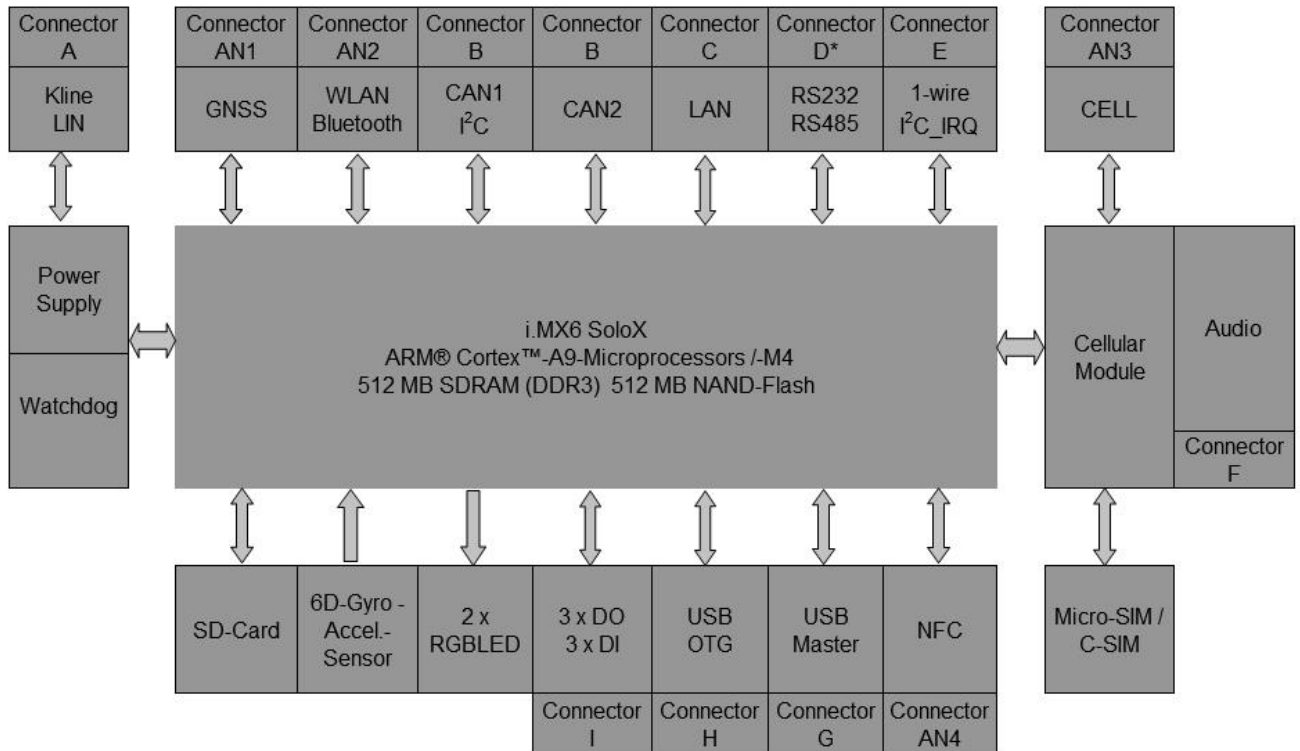 Connector
A
Kline
LIN
Connector
AN1
GNSS
Connector
AN2
WLAN
Bluetooth
Connector
B
CAN1
I²C
Connector
B
CAN2
Connector
C
LAN
Connector
D*
RS232
RS485
Connector
E
1-wire
I²C_IRQ
Connector
AN3
CELL
Power
Supply
Watchdog
i.MX6 SoloX
ARM® Cortex™-A9-Microprocessors /-M4
512 MB SDRAM (DDR3) 512 MB NAND-Flash
Cellular
Module
Audio
Connector
F
SD-Card
6D-Gyro -
Accel.-
Sensor
2 x
RGBLED
3 x DO
3 x DI
Connector
I
USB
OTG
Connector
H
USB
Master
Connector
G
NFC
Connector
AN4
Micro-SIM /
C-SIM